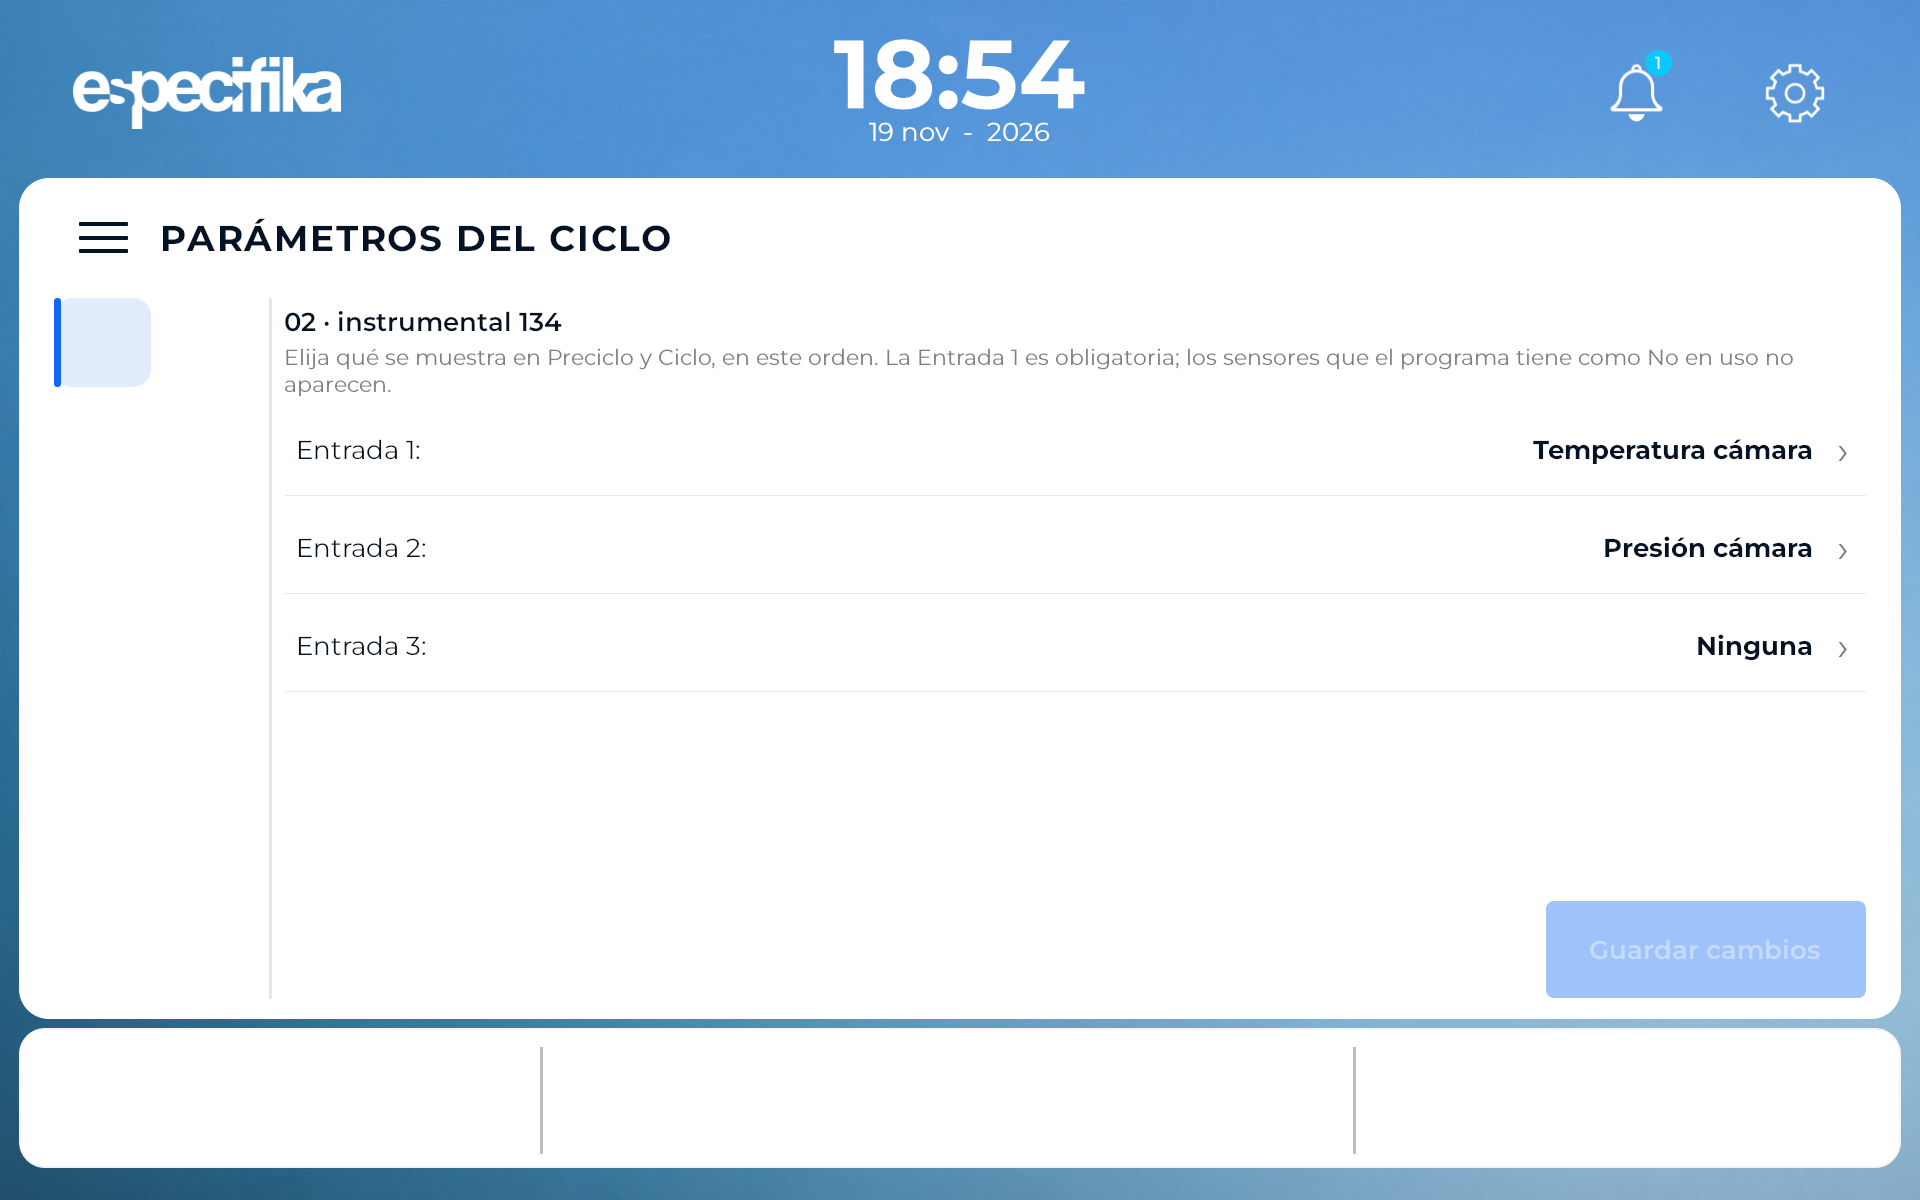 especifika
18:54
19 nov - 2026
1
PARÁMETROS DEL CICLO
02 · instrumental 134
Elija qué se muestra en Preciclo y Ciclo, en este orden. La Entrada 1 es obligatoria; los sensores que el programa tiene como No en uso no
aparecen.
Entrada 1: Temperatura cámara ›
Entrada 2: Presión cámara ›
Entrada 3: Ninguna ›
Guardar cambios